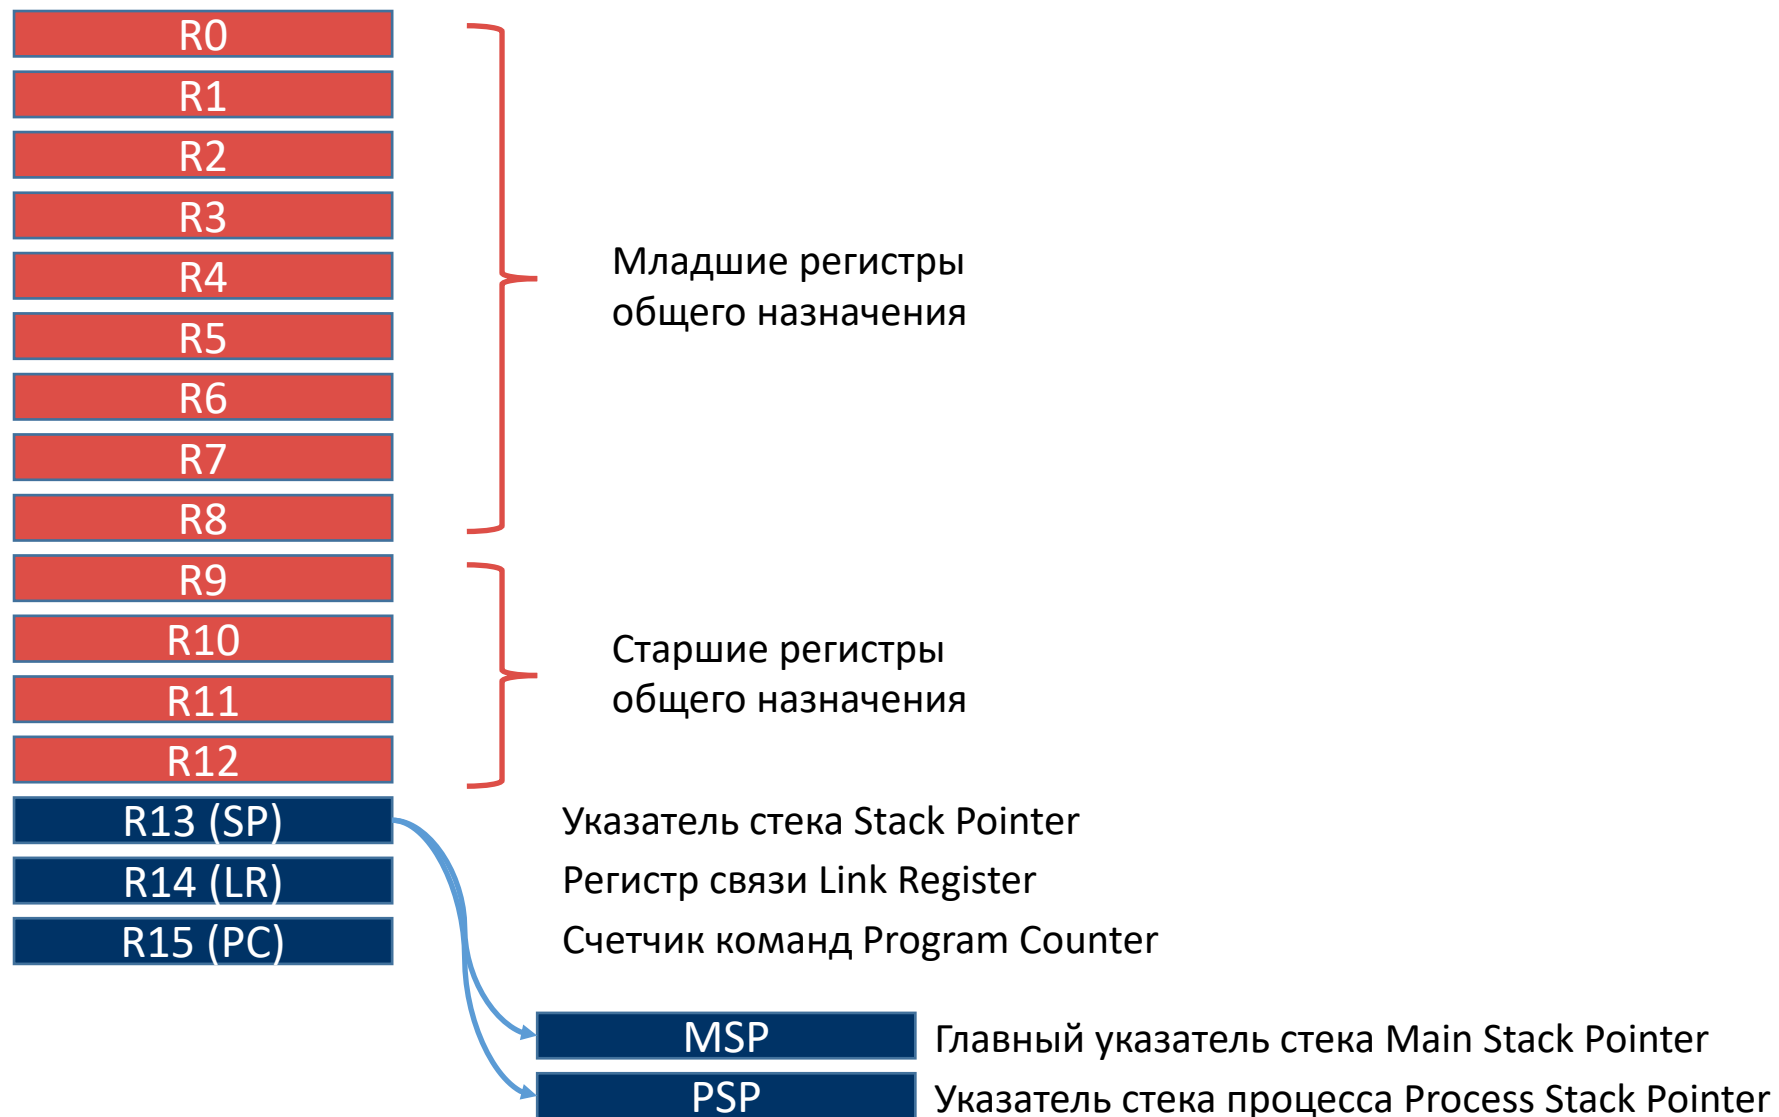 R0
R1
R2
R3
R4
R5
R6
R7
R8
Младшие регистры
общего назначения
R9
R10
R11
R12
Старшие регистры
общего назначения
R13 (SP)
Указатель стека Stack Pointer
R14 (LR)
Регистр связи Link Register
R15 (PC)
Счетчик команд Program Counter
MSP
Главный указатель стека Main Stack Pointer
PSP
Указатель стека процесса Process Stack Pointer